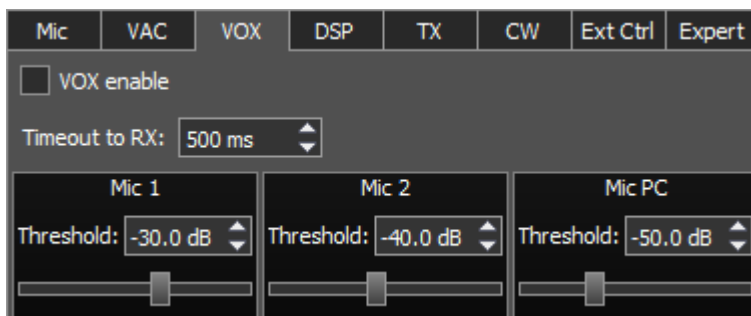 Mic VAC VOX DSP TX CW Ext Ctrl Expert
VOX enable
Timeout to RX: 500 ms
Mic 1 Mic 2 Mic PC
Threshold: -30.0 dB Threshold: -40.0 dB Threshold: -50.0 dB